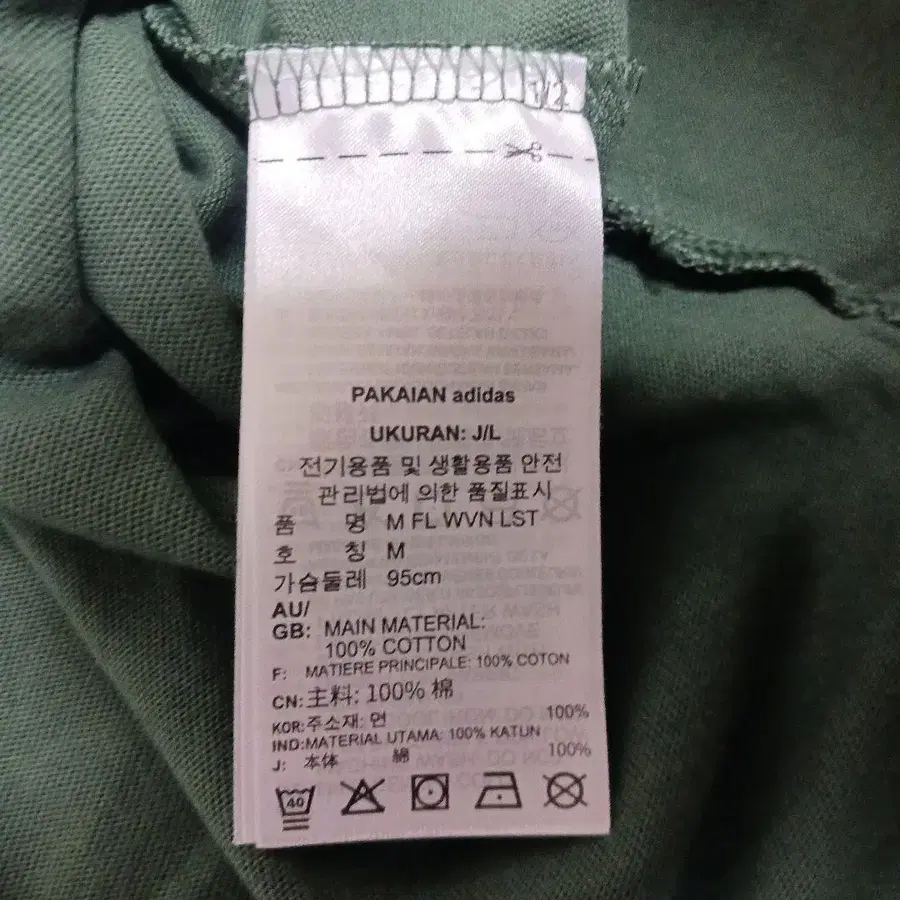 1/2
PAKAIAN adidas
UKURAN: J/L
전기용품 및 생활용품 안전
관리법에 의한 품질표시
품 명 M FL WVN LST
호 칭 M
가슴둘레 95cm
AU/
GB: MAIN MATERIAL:
100% COTTON
F: MATIERE PRINCIPALE: 100% COTON
CN: 主料: 100% 棉
KOR: 주소재: 면 100%
IND: MATERIAL UTAMA: 100% KATUN
J: 本体 綿 100%
40